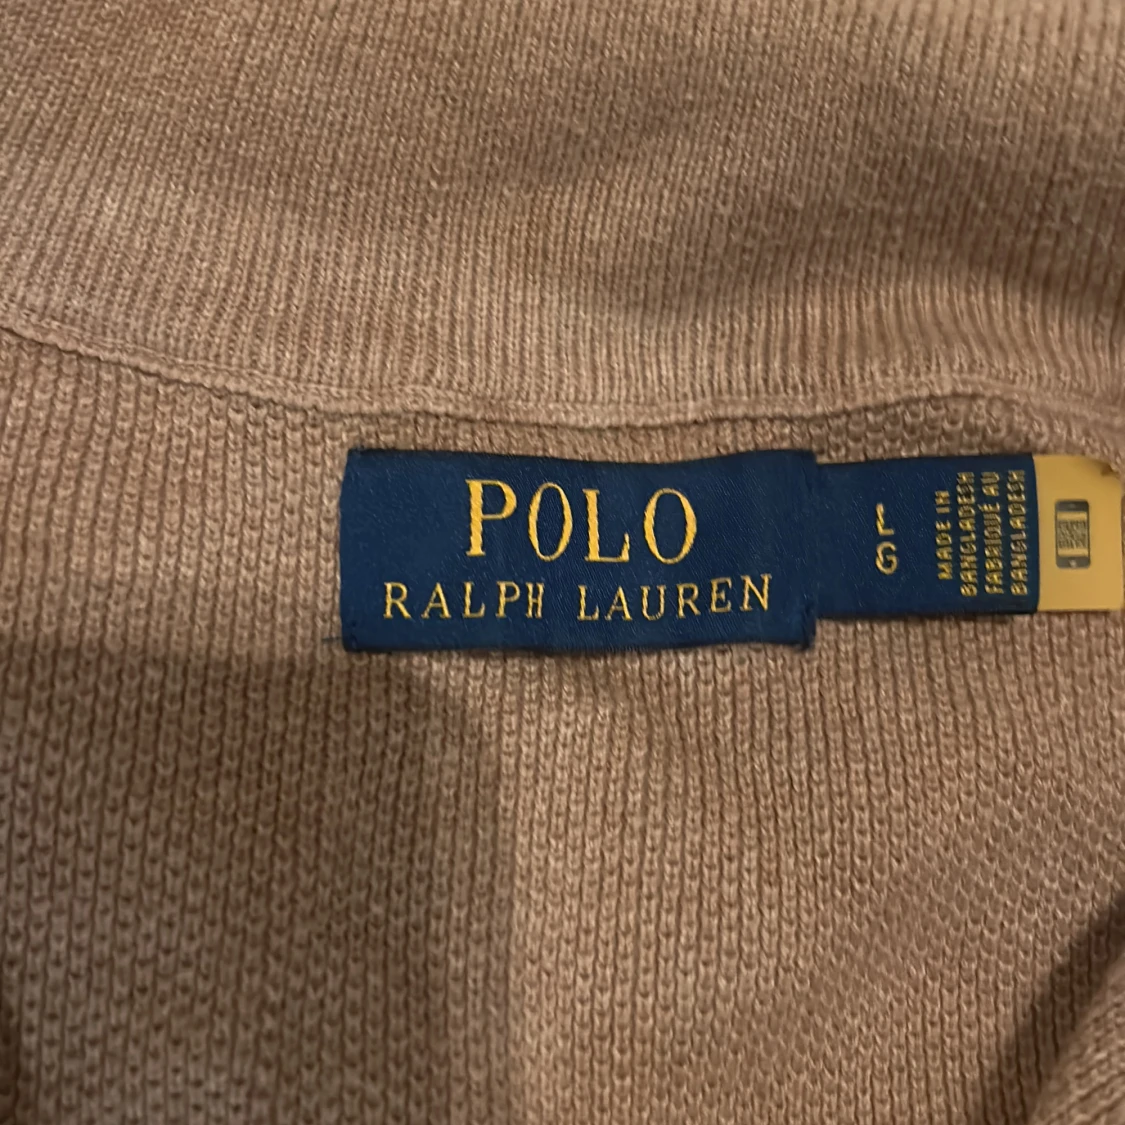 POLO
RALPH LAUREN
L
G
MADE IN
BANGLADESH
FABRIQUÉ AU
BANGLADESH